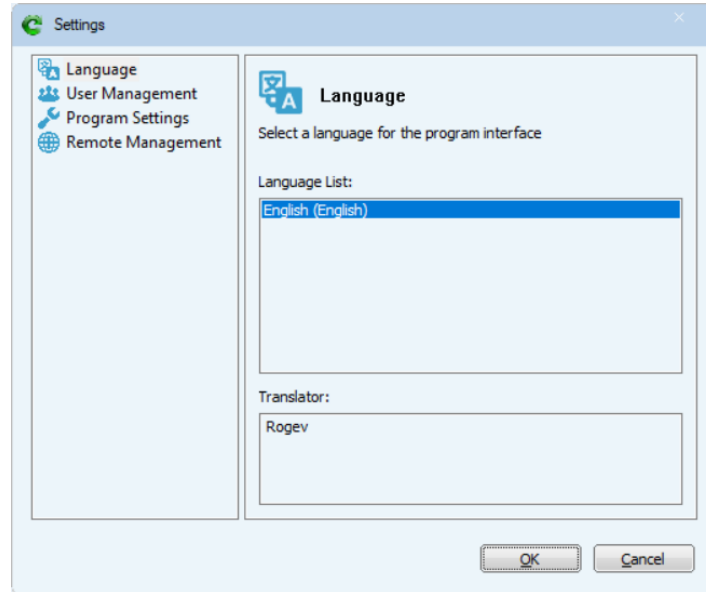 Settings
Language
User Management
Program Settings
Remote Management
Language
Select a language for the program interface
Language List:
English (English)
Translator:
Rogev
OK
Cancel